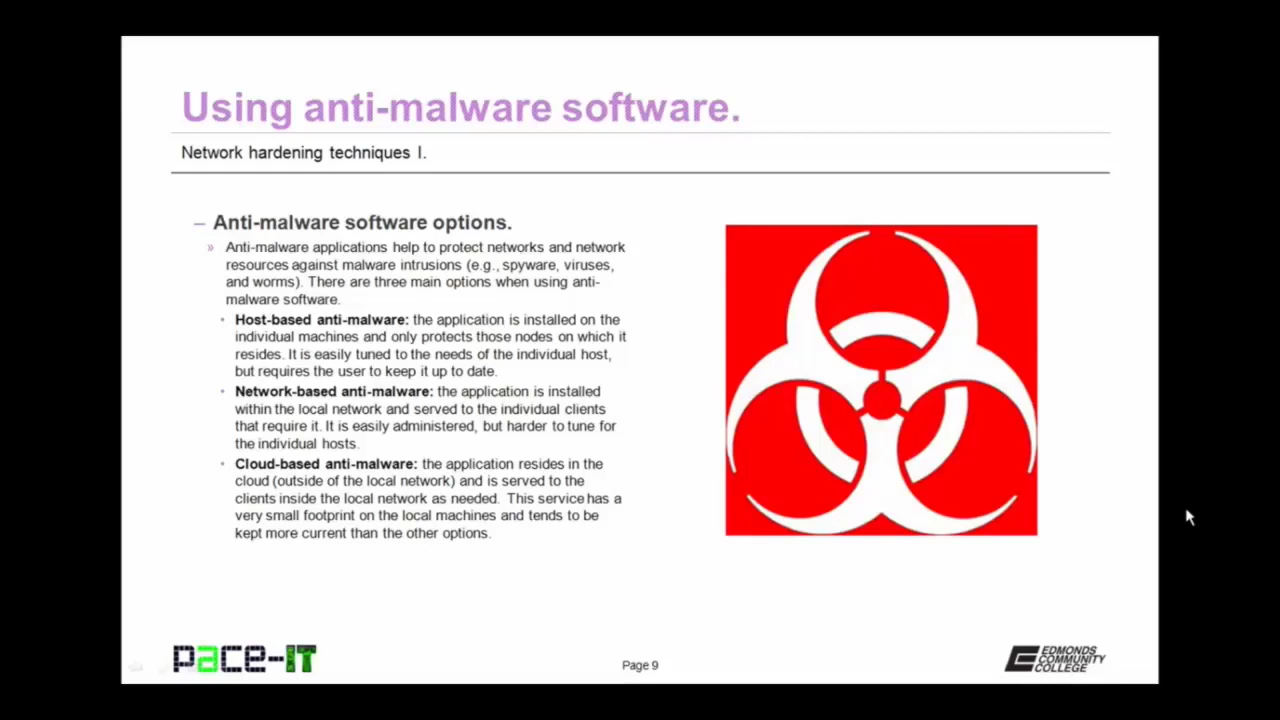 Using anti-malware software.
Network hardening techniques I.
– Anti-malware software options.
» Anti-malware applications help to protect networks and network
resources against malware intrusions (e.g., spyware, viruses,
and worms). There are three main options when using anti-
malware software.
• Host-based anti-malware: the application is installed on the
individual machines and only protects those nodes on which it
resides. It is easily tuned to the needs of the individual host,
but requires the user to keep it up to date.
• Network-based anti-malware: the application is installed
within the local network and served to the individual clients
that require it. It is easily administered, but harder to tune for
the individual hosts.
• Cloud-based anti-malware: the application resides in the
cloud (outside of the local network) and is served to the
clients inside the local network as needed. This service has a
very small footprint on the local machines and tends to be
kept more current than the other options.
pace-IT
Page 9
EDMONDS
COMMUNITY
COLLEGE